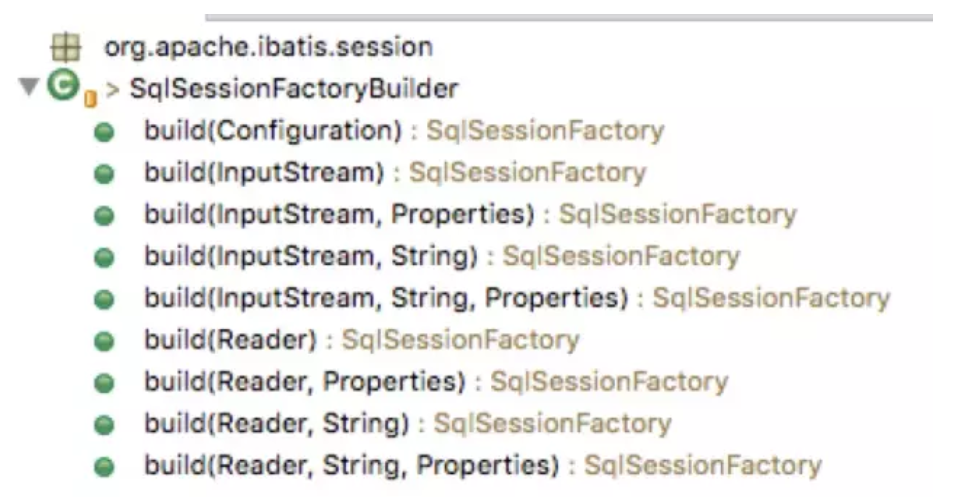 org.apache.ibatis.session
> SqlSessionFactoryBuilder
build(Configuration) : SqlSessionFactory
build(InputStream) : SqlSessionFactory
build(InputStream, Properties) : SqlSessionFactory
build(InputStream, String) : SqlSessionFactory
build(InputStream, String, Properties) : SqlSessionFactory
build(Reader) : SqlSessionFactory
build(Reader, Properties) : SqlSessionFactory
build(Reader, String) : SqlSessionFactory
build(Reader, String, Properties) : SqlSessionFactory